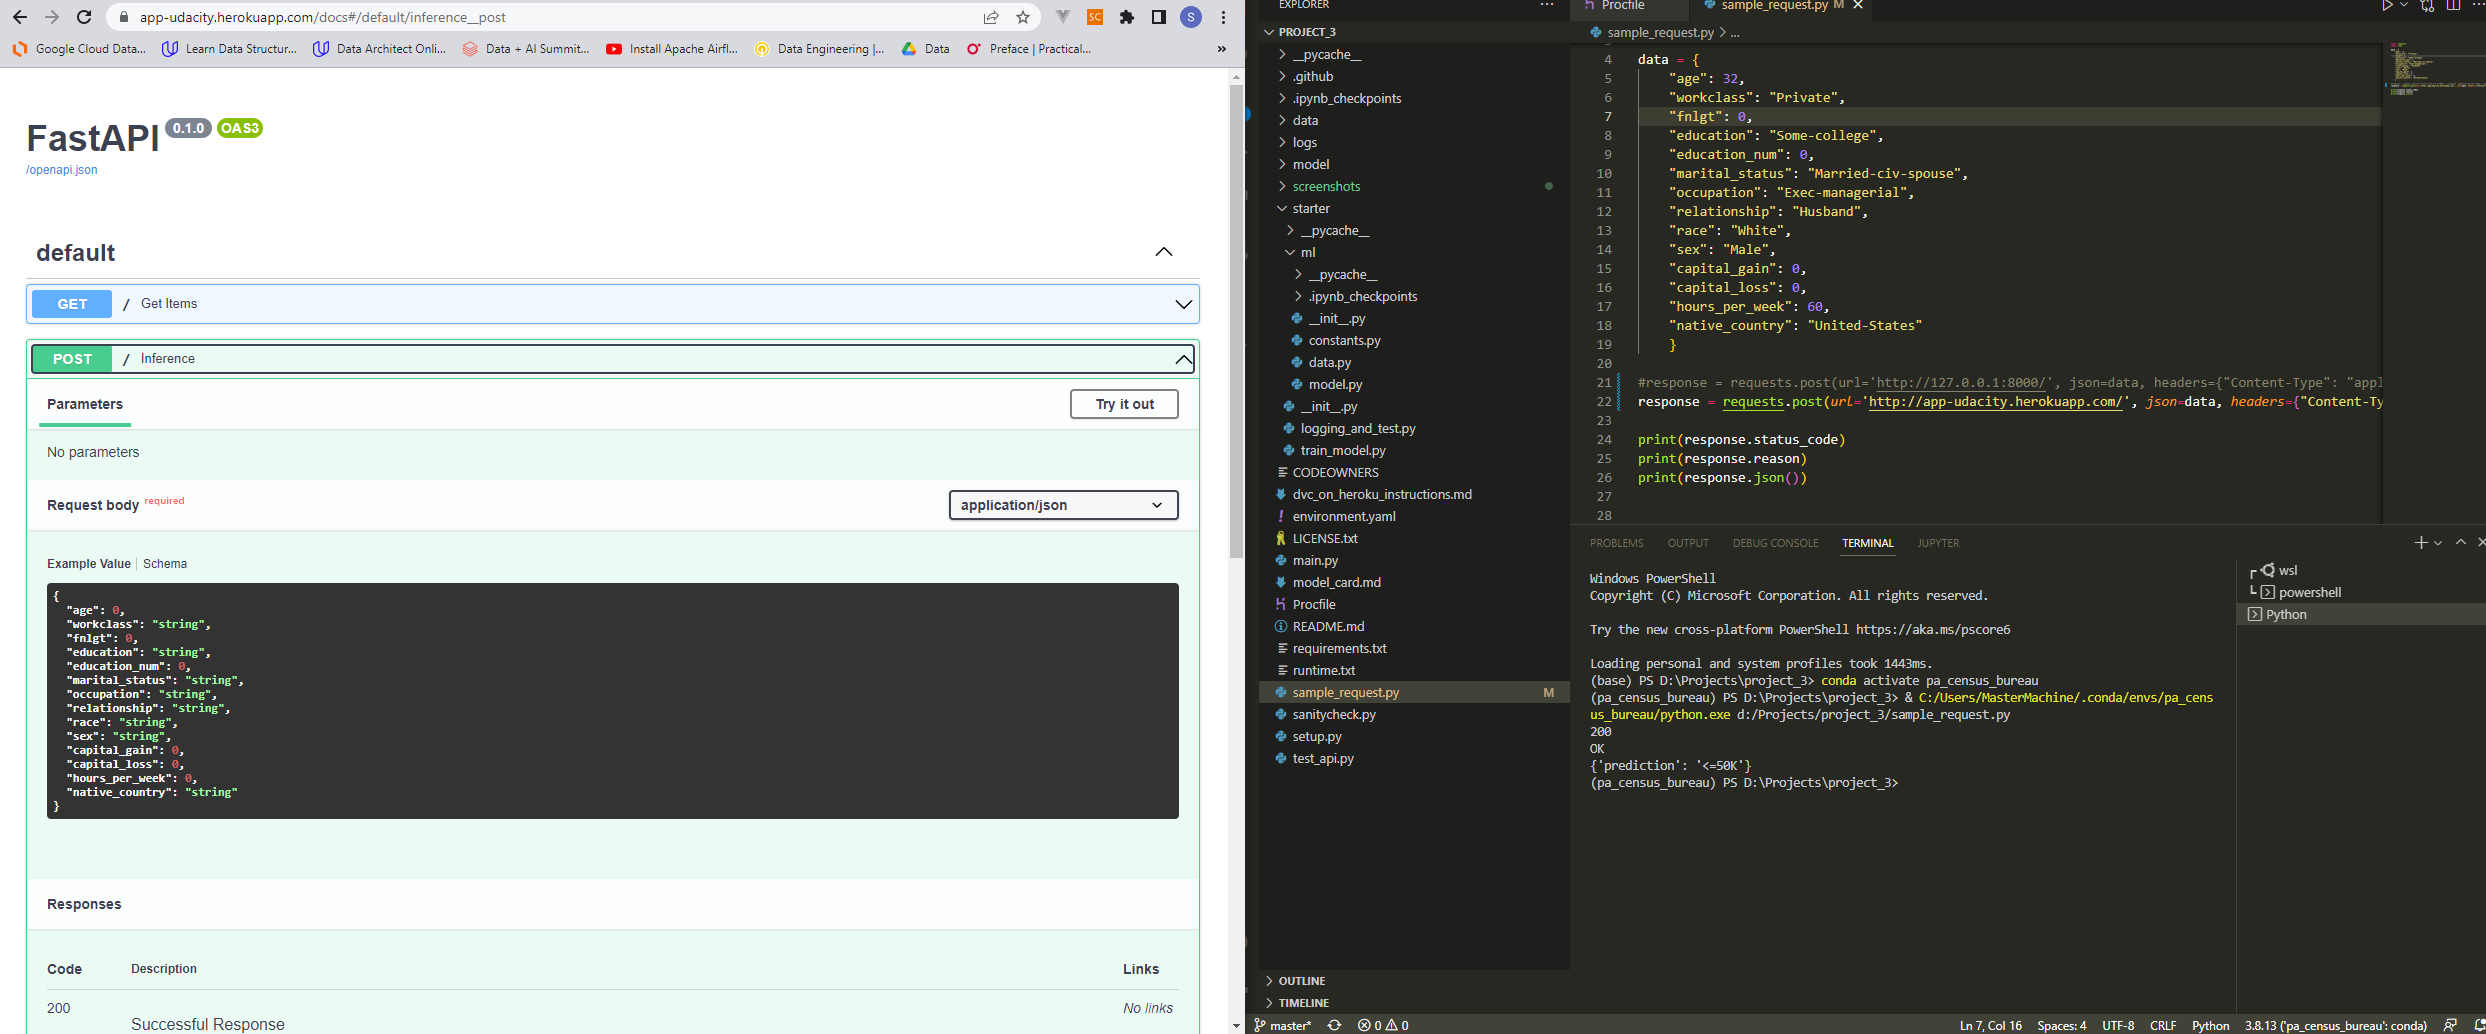 app-udacity.herokuapp.com/docs#/default/inference__post
S
Google Cloud Data...
Learn Data Structur...
Data Architect Onli...
Data + AI Summit...
Install Apache Airfl...
Data Engineering |...
Data
Preface | Practical...
»
FastAPI 0.1.0 OAS3
/openapi.json
default
GET / Get Items
POST / Inference
Parameters
Try it out
No parameters
Request body required
application/json
Example Value | Schema
{
"age": 0,
"workclass": "string",
"fnlgt": 0,
"education": "string",
"education_num": 0,
"marital_status": "string",
"occupation": "string",
"relationship": "string",
"race": "string",
"sex": "string",
"capital_gain": 0,
"capital_loss": 0,
"hours_per_week": 0,
"native_country": "string"
}
Responses
Code Description Links
200 No links
Successful Response
EXPLORER
PROJECT_3
__pycache__
.github
.ipynb_checkpoints
data
logs
model
screenshots
starter
__pycache__
ml
__pycache__
.ipynb_checkpoints
__init__.py
constants.py
data.py
model.py
__init__.py
logging_and_test.py
train_model.py
CODEOWNERS
dvc_on_heroku_instructions.md
environment.yaml
LICENSE.txt
main.py
model_card.md
Procfile
README.md
requirements.txt
runtime.txt
sample_request.py M
sanitycheck.py
setup.py
test_api.py
OUTLINE
TIMELINE
Procfile
sample_request.py M
sample_request.py > ...
4 data = {
5 "age": 32,
6 "workclass": "Private",
7 "fnlgt": 0,
8 "education": "Some-college",
9 "education_num": 0,
10 "marital_status": "Married-civ-spouse",
11 "occupation": "Exec-managerial",
12 "relationship": "Husband",
13 "race": "White",
14 "sex": "Male",
15 "capital_gain": 0,
16 "capital_loss": 0,
17 "hours_per_week": 60,
18 "native_country": "United-States"
19 }
20
21 #response = requests.post(url='http://127.0.0.1:8000/', json=data, headers={"Content-Type": "appl
22 response = requests.post(url='http://app-udacity.herokuapp.com/', json=data, headers={"Content-Ty
23
24 print(response.status_code)
25 print(response.reason)
26 print(response.json())
27
28
PROBLEMS OUTPUT DEBUG CONSOLE TERMINAL JUPYTER
Windows PowerShell
Copyright (C) Microsoft Corporation. All rights reserved.
Try the new cross-platform PowerShell https://aka.ms/pscore6
Loading personal and system profiles took 1443ms.
(base) PS D:\Projects\project_3> conda activate pa_census_bureau
(pa_census_bureau) PS D:\Projects\project_3> & C:/Users/MasterMachine/.conda/envs/pa_cens
us_bureau/python.exe d:/Projects/project_3/sample_request.py
200
OK
{'prediction': '<=50K'}
(pa_census_bureau) PS D:\Projects\project_3>
wsl
powershell
Python
master* 0 0
Ln 7, Col 16 Spaces: 4 UTF-8 CRLF Python 3.8.13 ('pa_census_bureau': conda)